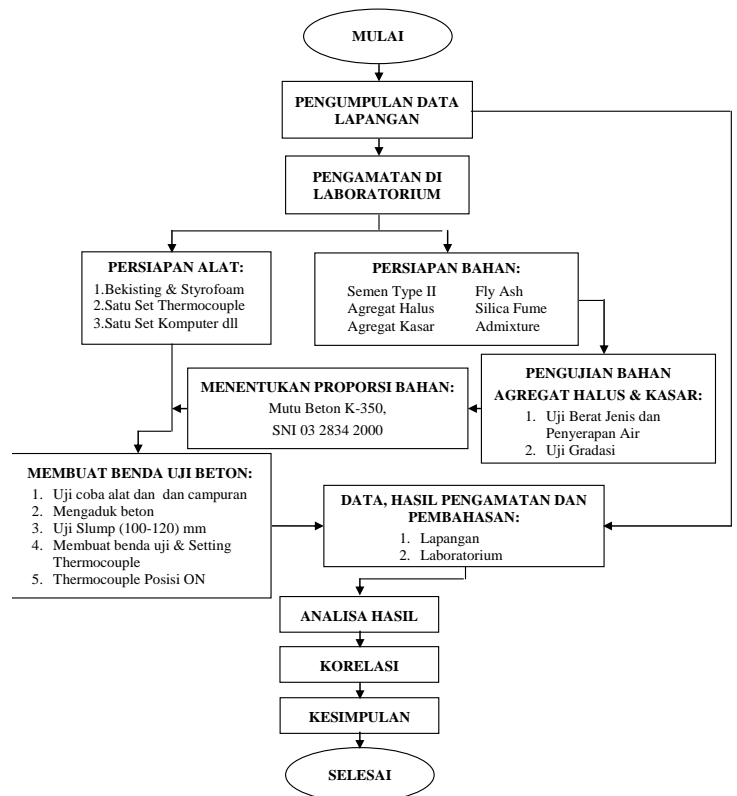 MULAI
PENGUMPULAN DATA
LAPANGAN
PENGAMATAN DI
LABORATORIUM
PERSIAPAN ALAT:
1.Bekisting & Styrofoam
2.Satu Set Thermocouple
3.Satu Set Komputer dll
PERSIAPAN BAHAN:
Semen Type II Fly Ash
Agregat Halus Silica Fume
Agregat Kasar Admixture
PENGUJIAN BAHAN
AGREGAT HALUS & KASAR:
1. Uji Berat Jenis dan
Penyerapan Air
2. Uji Gradasi
MENENTUKAN PROPORSI BAHAN:
Mutu Beton K-350,
SNI 03 2834 2000
MEMBUAT BENDA UJI BETON:
1. Uji coba alat dan dan campuran
2. Mengaduk beton
3. Uji Slump (100-120) mm
4. Membuat benda uji & Setting
Thermocouple
5. Thermocouple Posisi ON
DATA, HASIL PENGAMATAN DAN
PEMBAHASAN:
1. Lapangan
2. Laboratorium
ANALISA HASIL
KORELASI
KESIMPULAN
SELESAI